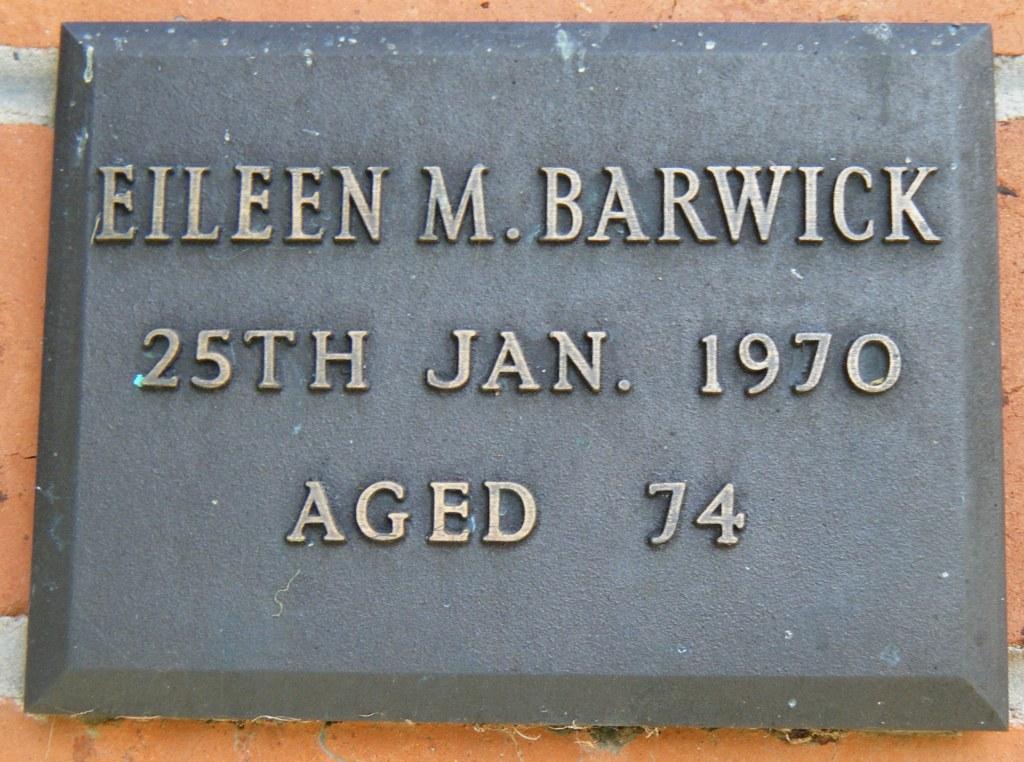 EILEEN M. BARWICK
25TH JAN. 1970
AGED 74